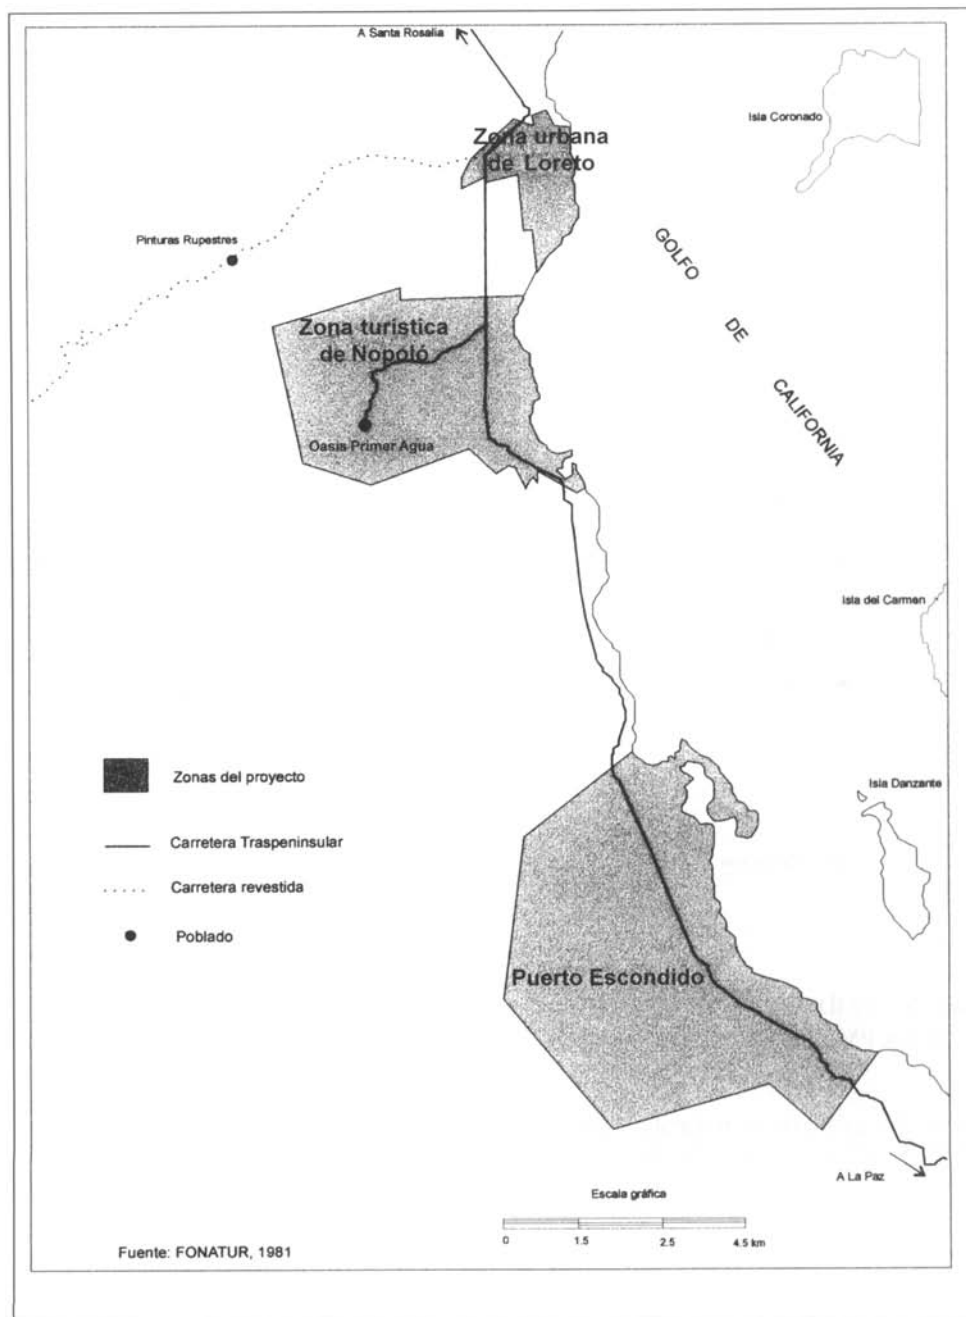 A Santa Rosalia
Isla Coronado
Zona urbana
de Loreto
Pinturas Rupestres
GOLFO
DE
CALIFORNIA
Zona turística
de Nopoló
Oasis Primer Agua
Isla del Carmen
Zonas del proyecto
Isla Danzante
Carretera Traspeninsular
Carretera revestida
Poblado
Puerto Escondido
A La Paz
Escala gráfica
0 1.5 2.5 4.5 km
Fuente: FONATUR, 1981